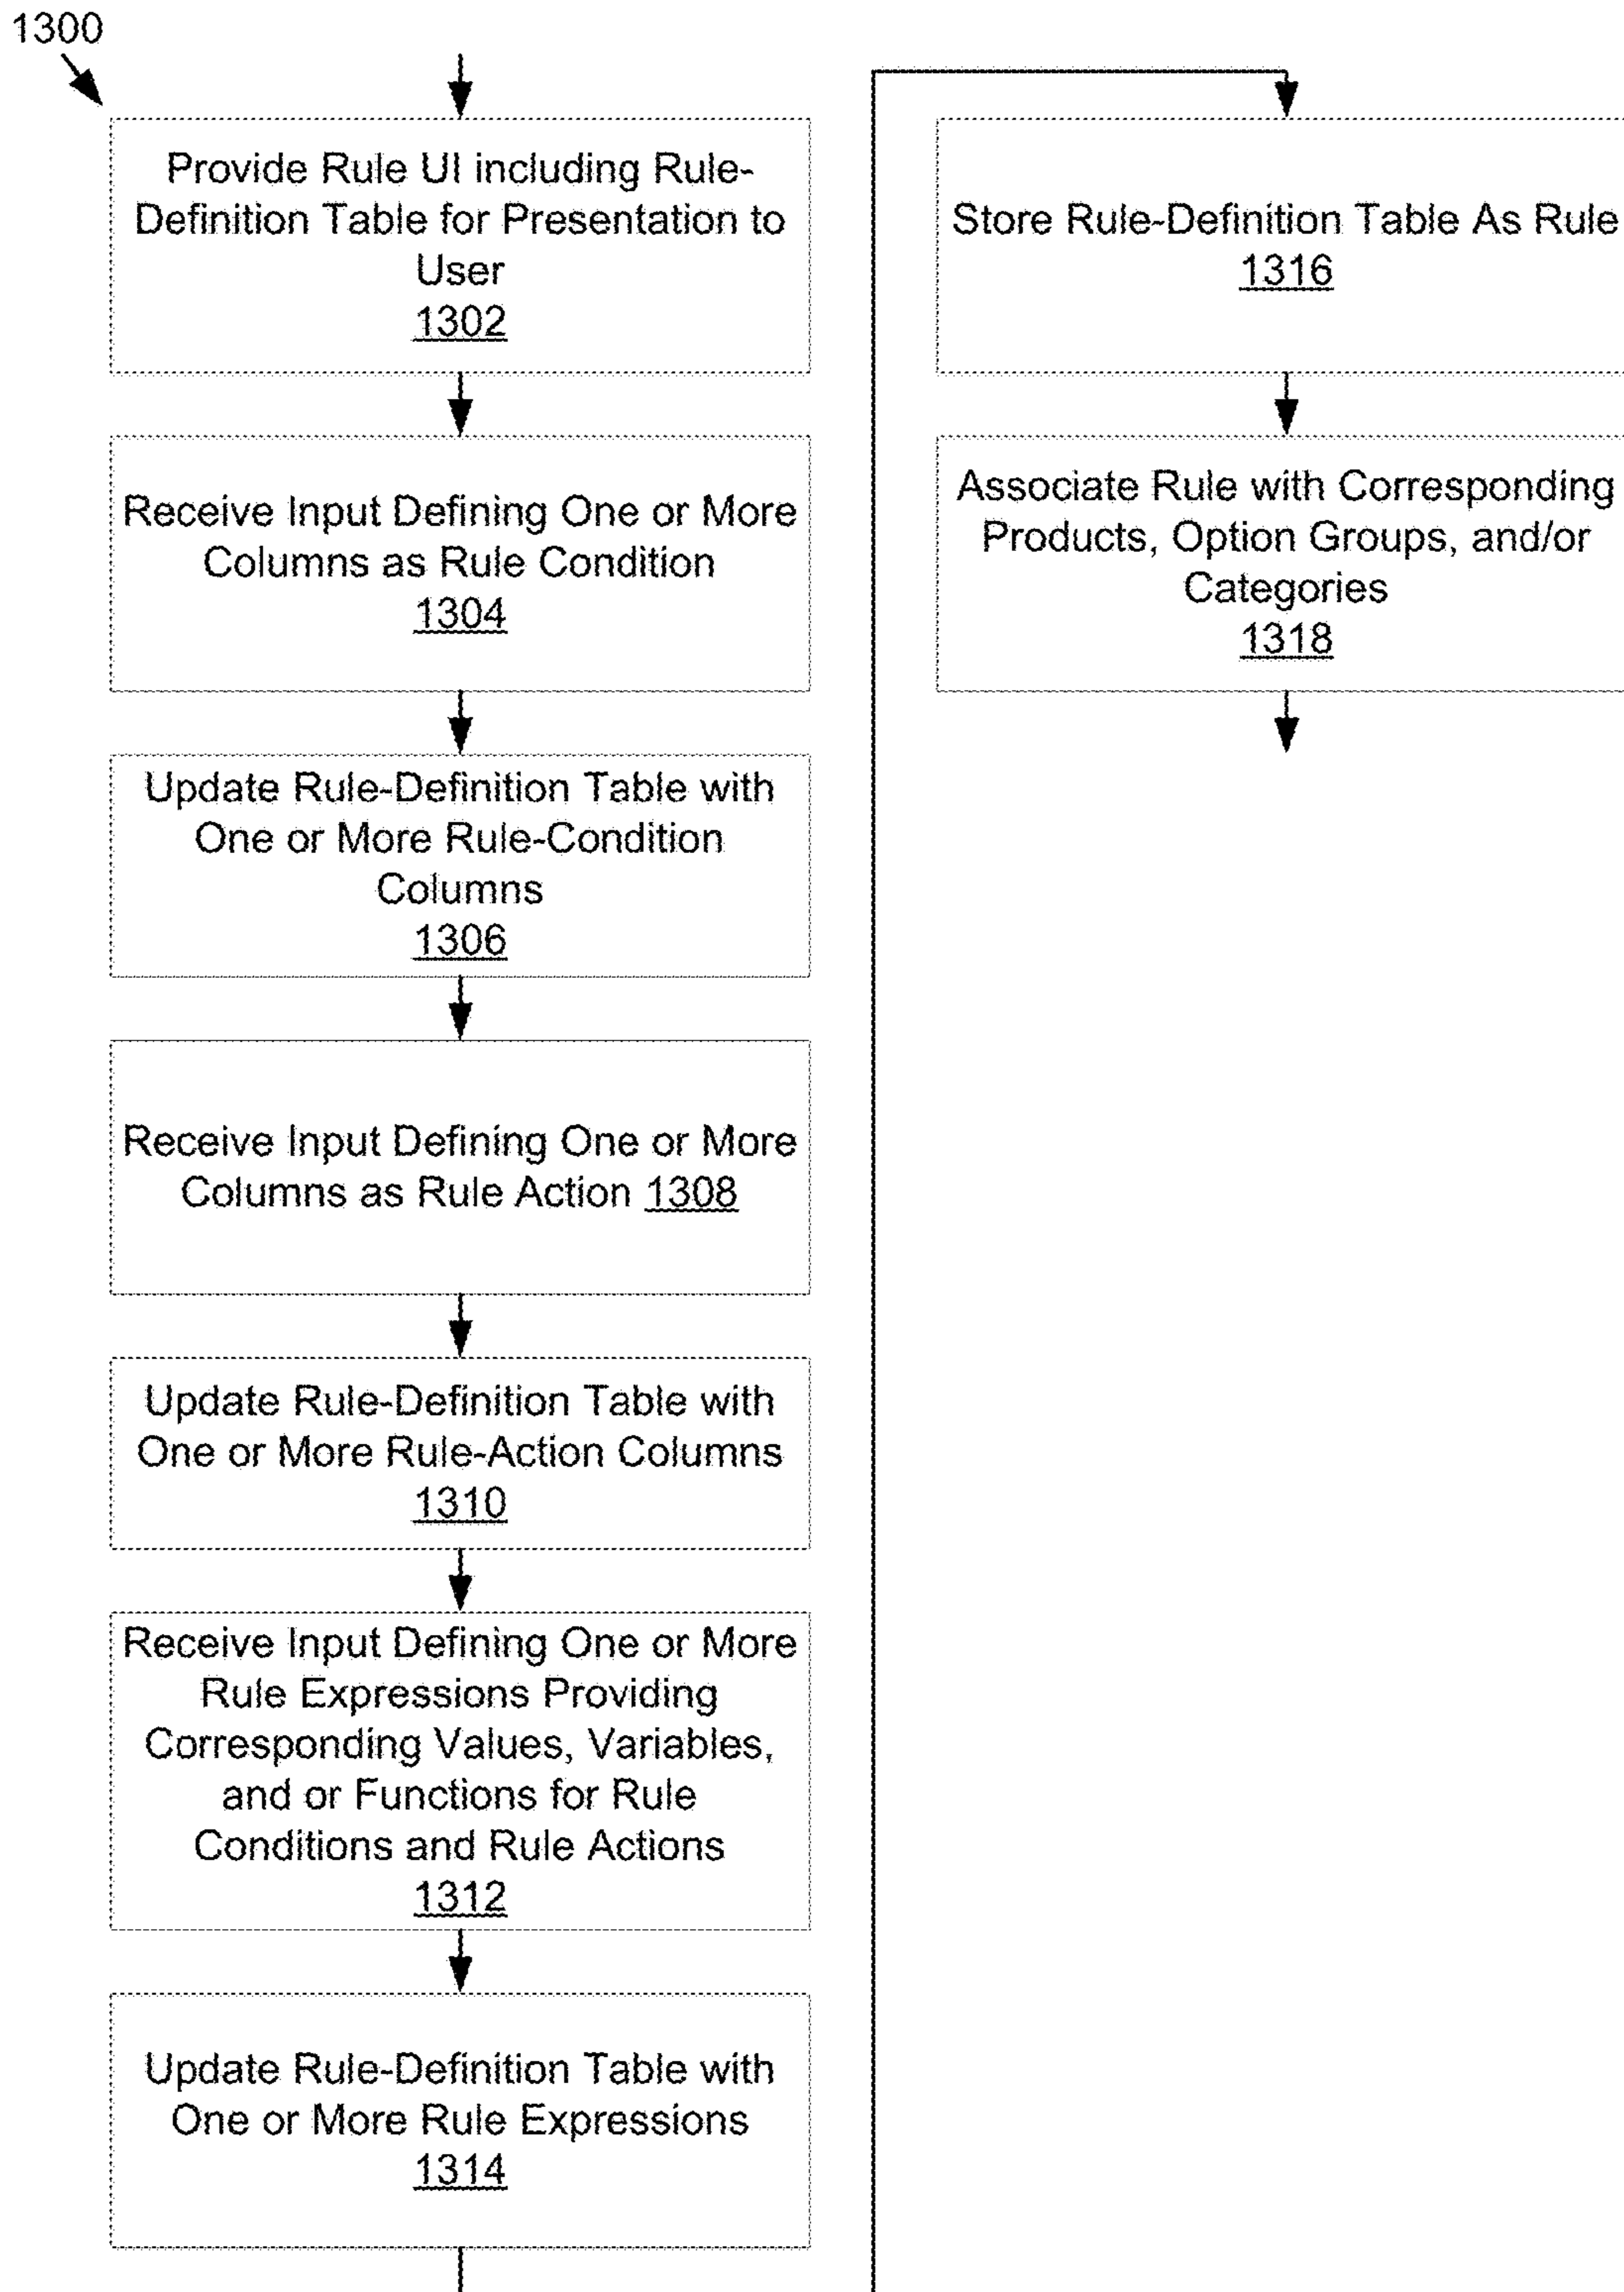 1300
Provide Rule UI including Rule-
Definition Table for Presentation to
User
1302
Receive Input Defining One or More
Columns as Rule Condition
1304
Update Rule-Definition Table with
One or More Rule-Condition
Columns
1306
Receive Input Defining One or More
Columns as Rule Action 1308
Update Rule-Definition Table with
One or More Rule-Action Columns
1310
Receive Input Defining One or More
Rule Expressions Providing
Corresponding Values, Variables,
and or Functions for Rule
Conditions and Rule Actions
1312
Update Rule-Definition Table with
One or More Rule Expressions
1314
Store Rule-Definition Table As Rule
1316
Associate Rule with Corresponding
Products, Option Groups, and/or
Categories
1318